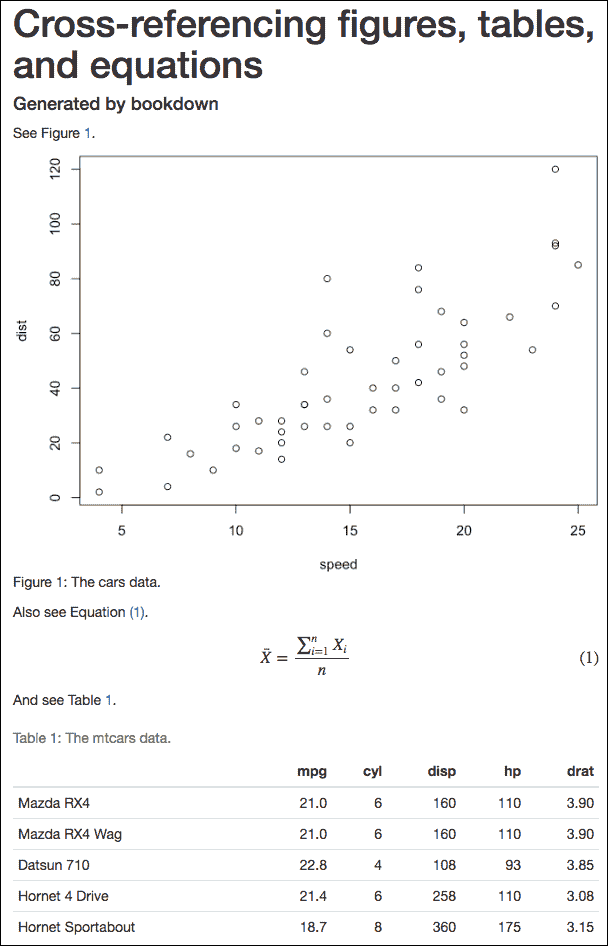 Cross-referencing figures, tables,
and equations
Generated by bookdown
See Figure 1.
120
100
80
60
40
20
0
dist
5 10 15 20 25
speed
Figure 1: The cars data.
Also see Equation (1).
X̄ = ∑ⁿᵢ₌₁ Xᵢ / n (1)
And see Table 1.
Table 1: The mtcars data.
mpg cyl disp hp drat
Mazda RX4 21.0 6 160 110 3.90
Mazda RX4 Wag 21.0 6 160 110 3.90
Datsun 710 22.8 4 108 93 3.85
Hornet 4 Drive 21.4 6 258 110 3.08
Hornet Sportabout 18.7 8 360 175 3.15